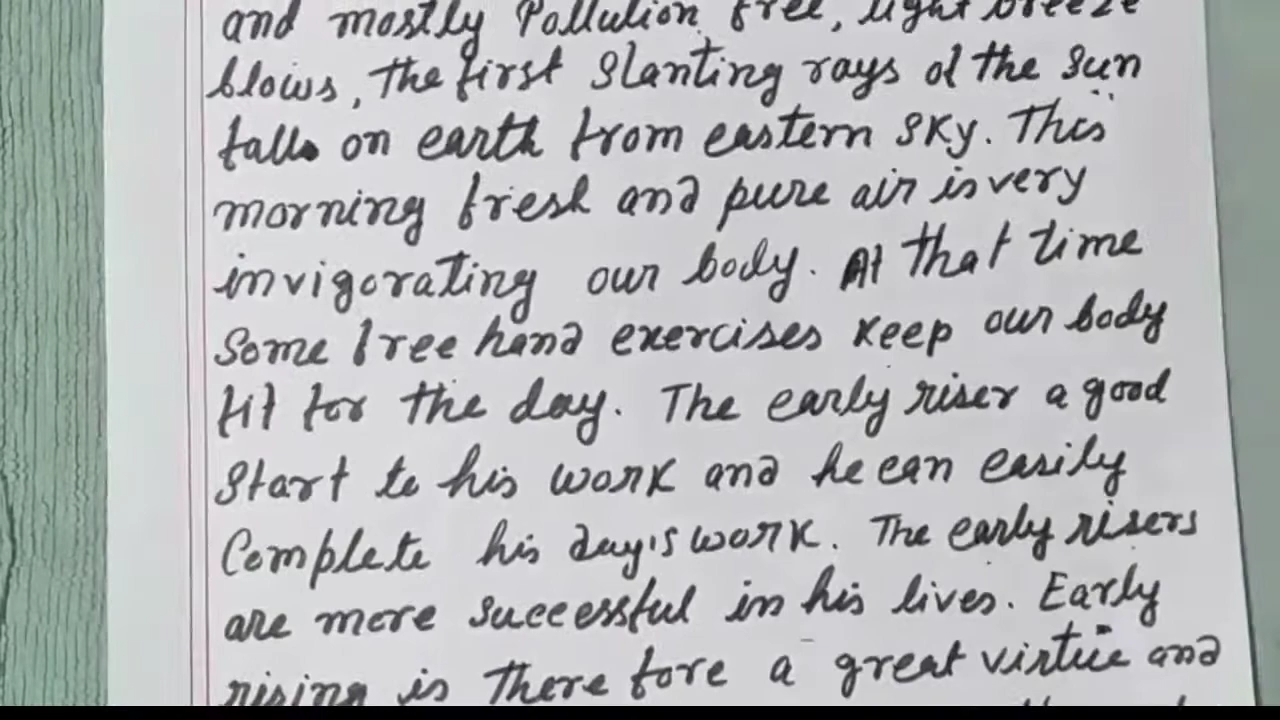 and mostly Pollution free, light breeze
blows, The first Slanting rays of the Sun
falls on earth from eastern sky. This
morning fresh and pure air is very
invigorating our body. At that time
Some free hand exercises keep our body
fit for the day. The early riser a good
Start to his work and he can easily
Complete his day's work. The early risers
are more successful in his lives. Early
rising is There fore a great virtue and